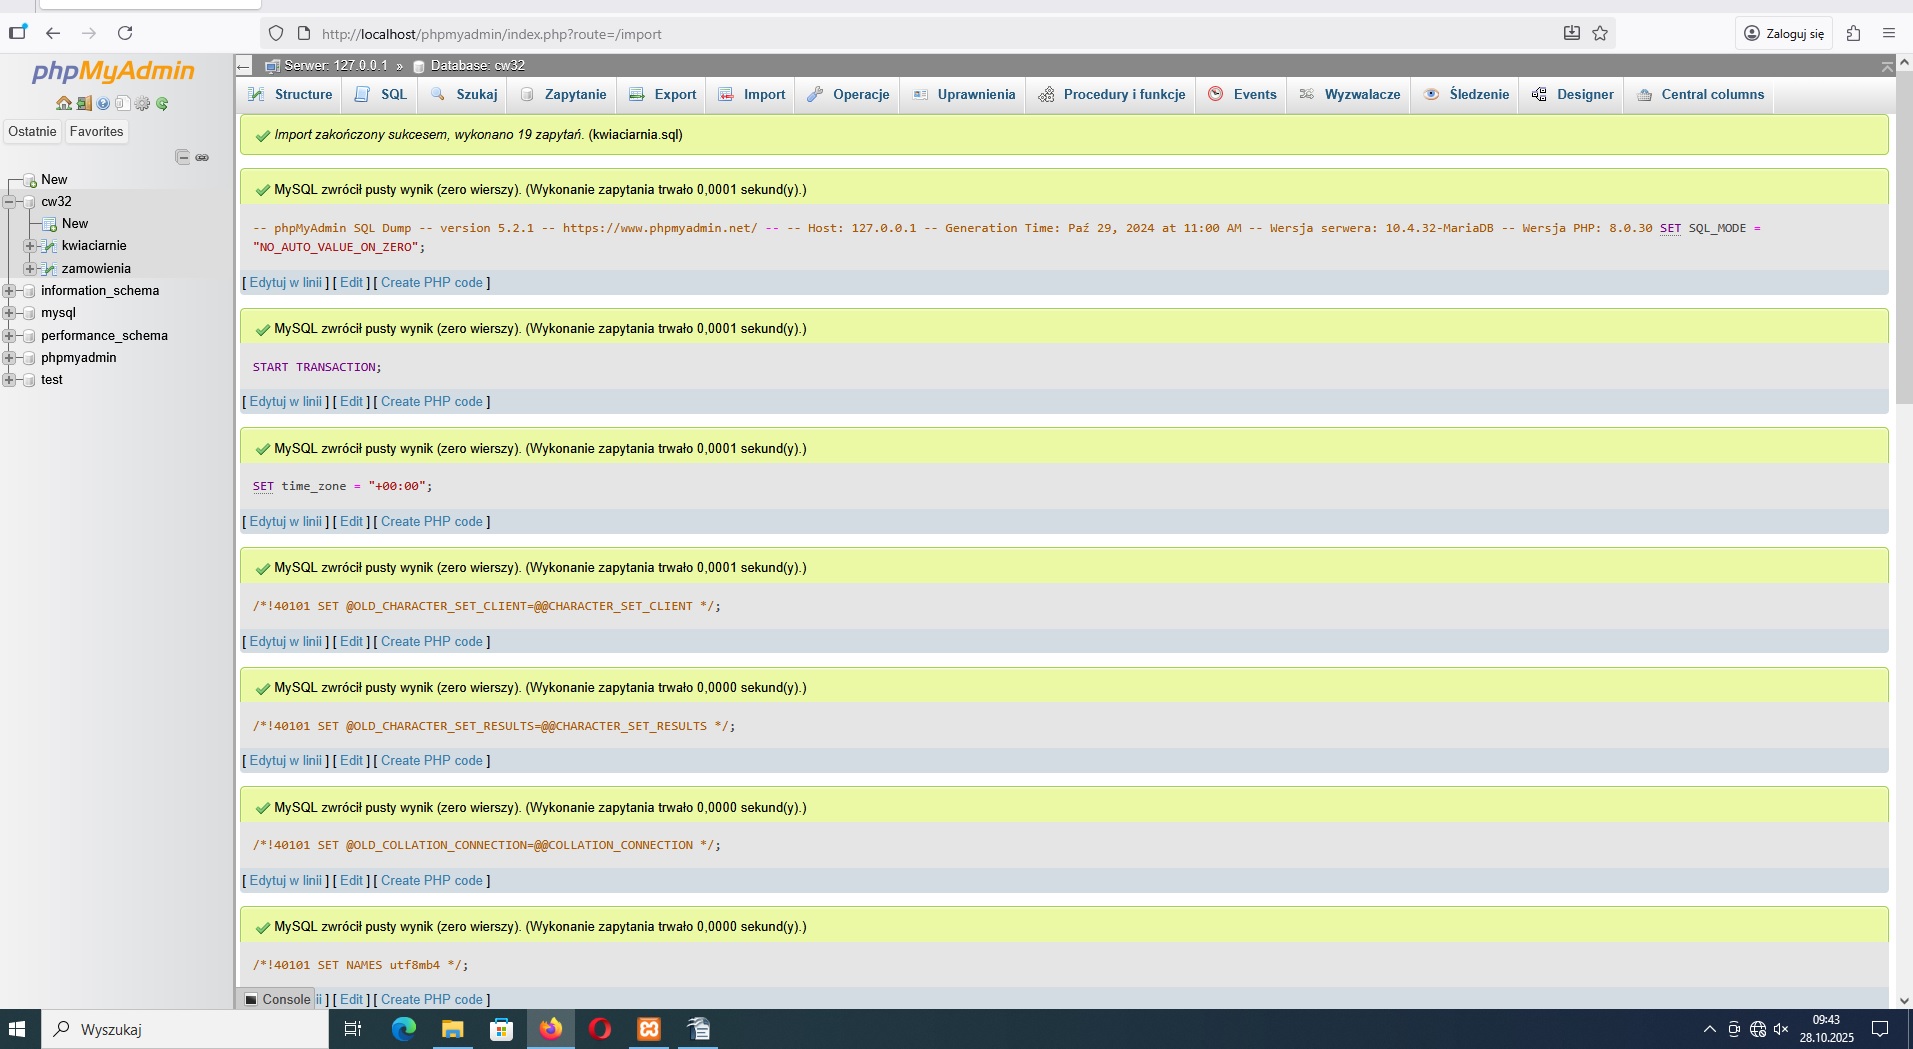 http://localhost/phpmyadmin/index.php?route=/import
Zaloguj się
phpMyAdmin
Ostatnie
Favorites
New
cw32
New
kwiaciarnie
zamowienia
information_schema
mysql
performance_schema
phpmyadmin
test
Serwer: 127.0.0.1 » Database: cw32
Structure
SQL
Szukaj
Zapytanie
Export
Import
Operacje
Uprawnienia
Procedury i funkcje
Events
Wyzwalacze
Śledzenie
Designer
Central columns
Import zakończony sukcesem, wykonano 19 zapytań. (kwiaciarnia.sql)
MySQL zwrócił pusty wynik (zero wierszy). (Wykonanie zapytania trwało 0,0001 sekund(y).)
-- phpMyAdmin SQL Dump -- version 5.2.1 -- https://www.phpmyadmin.net/ -- -- Host: 127.0.0.1 -- Generation Time: Paź 29, 2024 at 11:00 AM -- Wersja serwera: 10.4.32-MariaDB -- Wersja PHP: 8.0.30 SET SQL_MODE =
"NO_AUTO_VALUE_ON_ZERO";
[ Edytuj w linii ] [ Edit ] [ Create PHP code ]
MySQL zwrócił pusty wynik (zero wierszy). (Wykonanie zapytania trwało 0,0001 sekund(y).)
START TRANSACTION;
[ Edytuj w linii ] [ Edit ] [ Create PHP code ]
MySQL zwrócił pusty wynik (zero wierszy). (Wykonanie zapytania trwało 0,0001 sekund(y).)
SET time_zone = "+00:00";
[ Edytuj w linii ] [ Edit ] [ Create PHP code ]
MySQL zwrócił pusty wynik (zero wierszy). (Wykonanie zapytania trwało 0,0001 sekund(y).)
/*!40101 SET @OLD_CHARACTER_SET_CLIENT=@@CHARACTER_SET_CLIENT */;
[ Edytuj w linii ] [ Edit ] [ Create PHP code ]
MySQL zwrócił pusty wynik (zero wierszy). (Wykonanie zapytania trwało 0,0000 sekund(y).)
/*!40101 SET @OLD_CHARACTER_SET_RESULTS=@@CHARACTER_SET_RESULTS */;
[ Edytuj w linii ] [ Edit ] [ Create PHP code ]
MySQL zwrócił pusty wynik (zero wierszy). (Wykonanie zapytania trwało 0,0000 sekund(y).)
/*!40101 SET @OLD_COLLATION_CONNECTION=@@COLLATION_CONNECTION */;
[ Edytuj w linii ] [ Edit ] [ Create PHP code ]
MySQL zwrócił pusty wynik (zero wierszy). (Wykonanie zapytania trwało 0,0000 sekund(y).)
/*!40101 SET NAMES utf8mb4 */;
Console ii ] [ Edit ] [ Create PHP code ]
Wyszukaj
09:43
28.10.2025